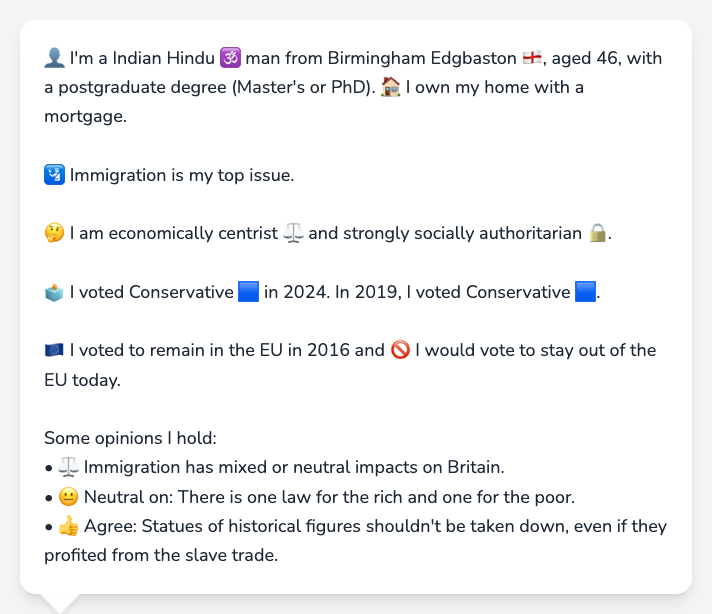 👤 I'm a Indian Hindu 🕉️ man from Birmingham Edgbaston 🏴󠁧󠁢󠁥󠁮󠁧󠁿, aged 46, with
a postgraduate degree (Master's or PhD). 🏠 I own my home with a
mortgage.
🛂 Immigration is my top issue.
🤔 I am economically centrist ⚖️ and strongly socially authoritarian 🔒.
🗳️ I voted Conservative 🟦 in 2024. In 2019, I voted Conservative 🟦.
🇪🇺 I voted to remain in the EU in 2016 and 🚫 I would vote to stay out of the
EU today.
Some opinions I hold:
• ⚖️ Immigration has mixed or neutral impacts on Britain.
• 😐 Neutral on: There is one law for the rich and one for the poor.
• 👍 Agree: Statues of historical figures shouldn't be taken down, even if they
profited from the slave trade.